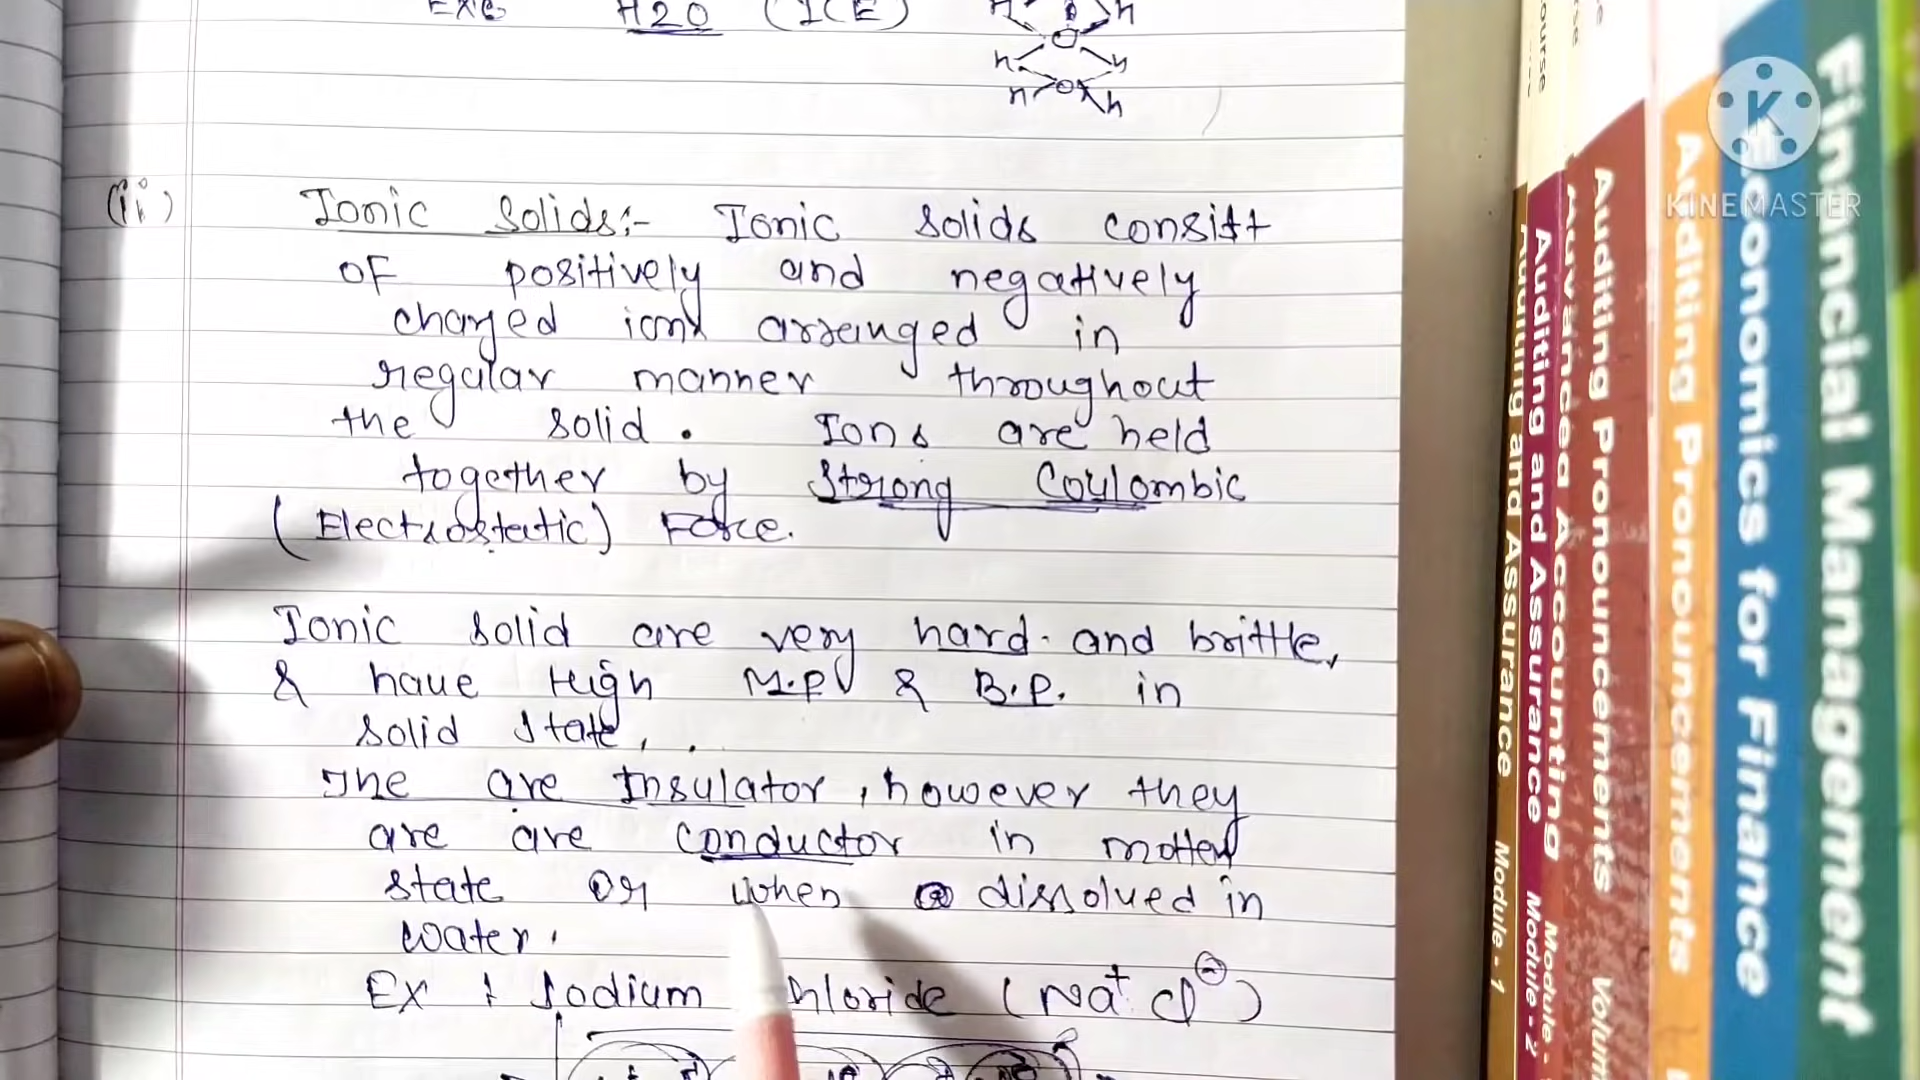 Exe H2O (ICE)
(ii) Ionic Solids:- Ionic solids consist
OF positively and negatively
charged ions arranged in
regular manner throughout
the solid. Ions are held
together by Strong Coulombic
(Electrostatic) Force.
Ionic solid are very hard and brittle,
& have High M.P & B.P. in
solid state,.
The are Insulator, however they
are are conductor in molten
state or when dissolved in
water.
Ex : Sodium chloride (Na+ Cl-)
K
KINEMASTER
Financial Management
Economics for Finance
Auditing Pronouncements
Auditing Pronouncements
Advanced Accounting Module -
Auditing and Assurance Module - 2
Auditing and Assurance Module - 1